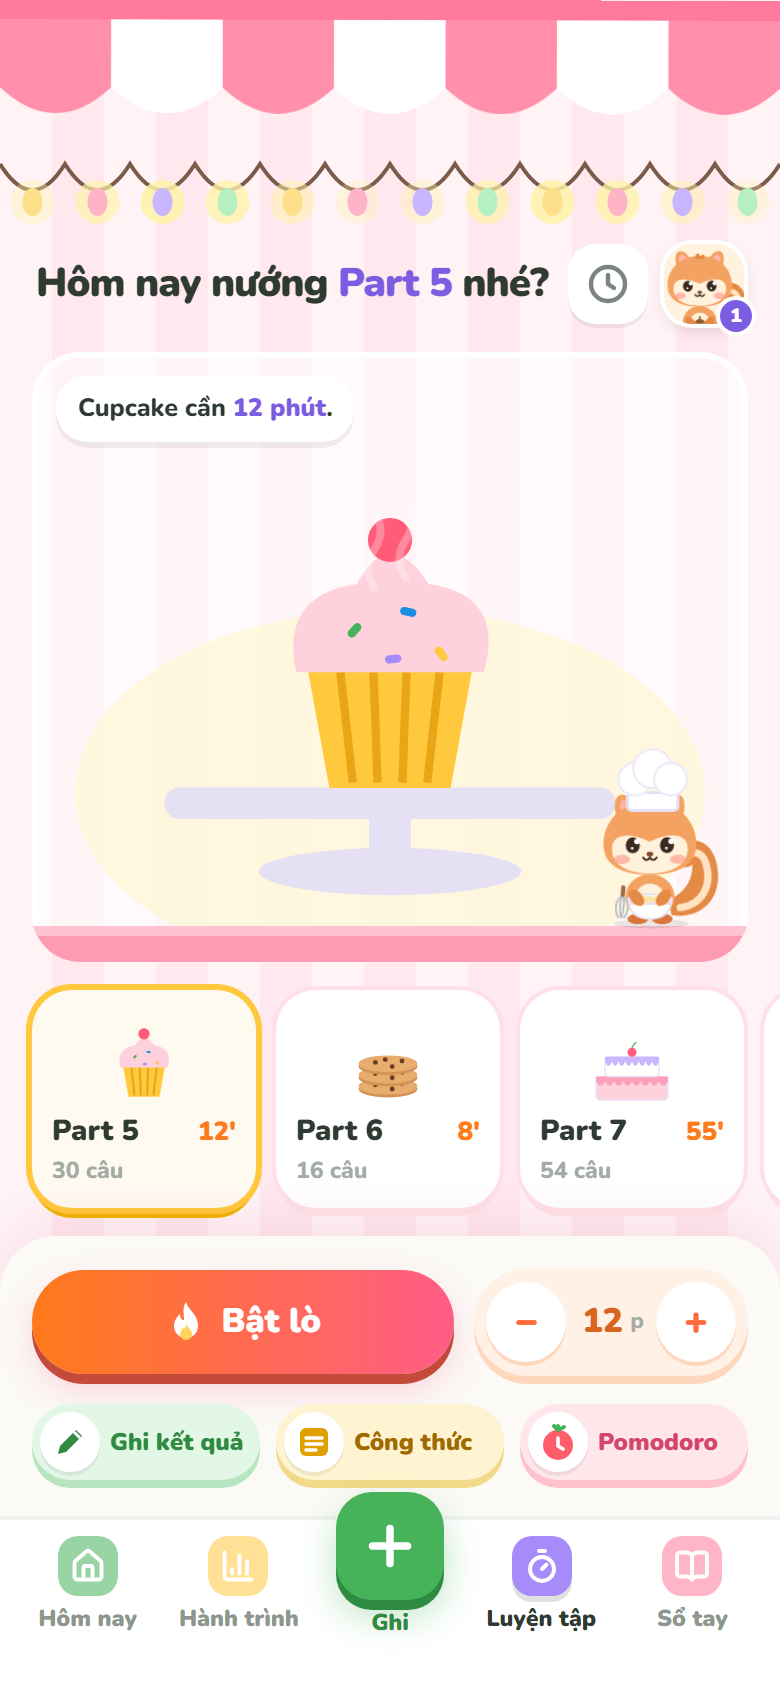 Hôm nay nướng Part 5 nhé?
1
Cupcake cần 12 phút.
Part 5 12'
30 câu
Part 6 8'
16 câu
Part 7 55'
54 câu
Bật lò
− 12 p +
Ghi kết quả
Công thức
Pomodoro
Hôm nay
Hành trình
Ghi
Luyện tập
Sổ tay